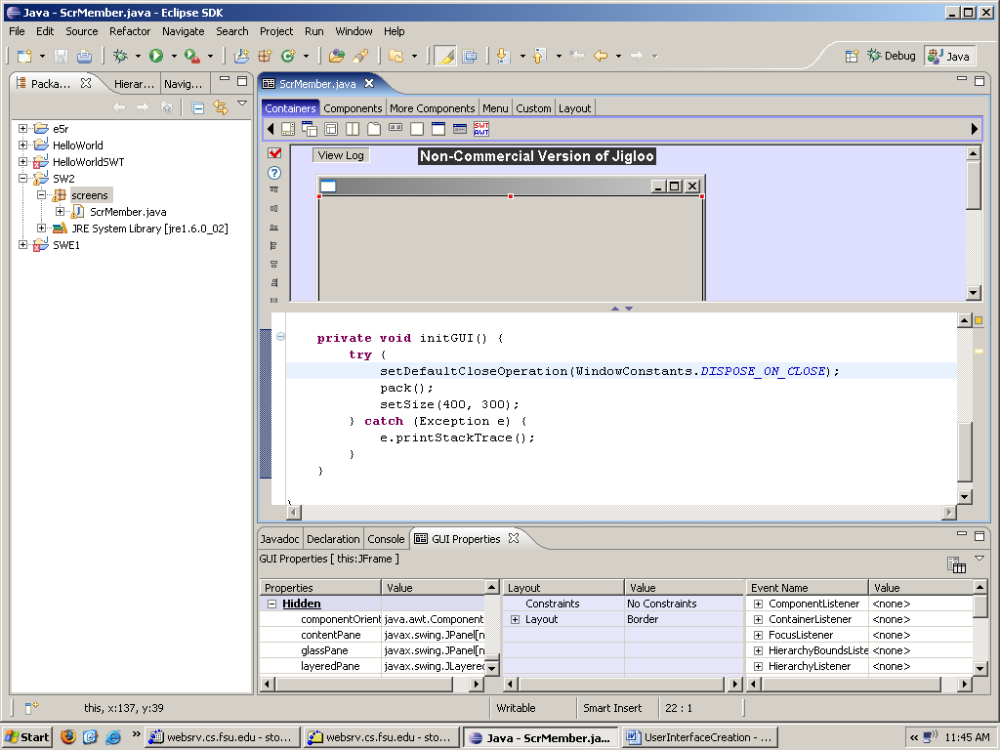 Java - ScrMember.java - Eclipse SDK
File Edit Source Refactor Navigate Search Project Run Window Help
Debug Java
Packa... Hierar... Navig...
ScrMember.java
Containers Components More Components Menu Custom Layout
SWT
AWT
e5r
HelloWorld
HelloWorldSWT
SW2
screens
ScrMember.java
JRE System Library [jre1.6.0_02]
SWE1
View Log
Non-Commercial Version of Jigloo
private void initGUI() {
try {
setDefaultCloseOperation(WindowConstants.DISPOSE_ON_CLOSE);
pack();
setSize(400, 300);
} catch (Exception e) {
e.printStackTrace();
}
}
Javadoc Declaration Console GUI Properties
GUI Properties [ this:JFrame ]
Properties Value
Hidden
componentOrient java.awt.Component
contentPane javax.swing.JPanel[n
glassPane javax.swing.JPanel[n
layeredPane javax.swing.JLayered
Layout Value
Constraints No Constraints
Layout Border
Event Name Value
ComponentListener <none>
ContainerListener <none>
FocusListener <none>
HierarchyBoundsListe <none>
HierarchyListener <none>
this, x:137, y:39
Writable Smart Insert 22 : 1
Start » websrv.cs.fsu.edu - sto... websrv.cs.fsu.edu - sto... Java - ScrMember.ja... UserInterfaceCreation - ... « 11:45 AM